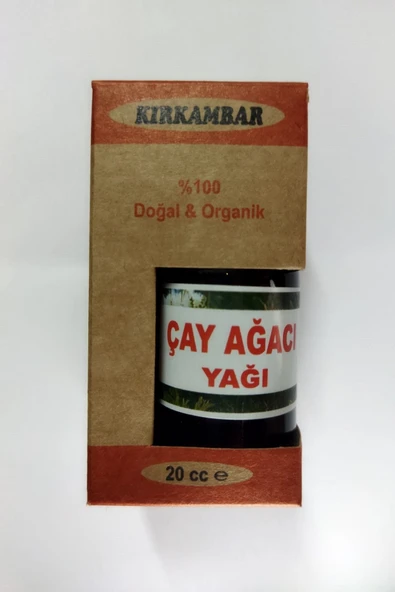 KIRKAMBAR
%100
Doğal & Organik
ÇAY AĞACI
YAĞI
20 cc ℮